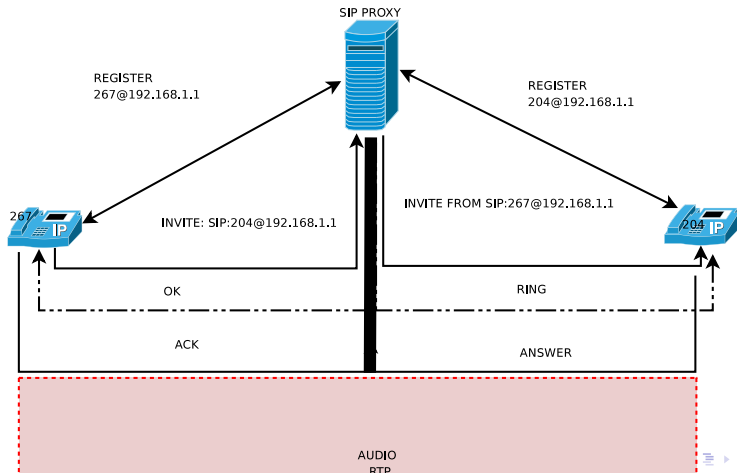 SIP PROXY
REGISTER
267@192.168.1.1
REGISTER
204@192.168.1.1
267
IP
INVITE: SIP:204@192.168.1.1
INVITE FROM SIP:267@192.168.1.1
204
IP
OK
RING
ACK
ANSWER
AUDIO
RTP